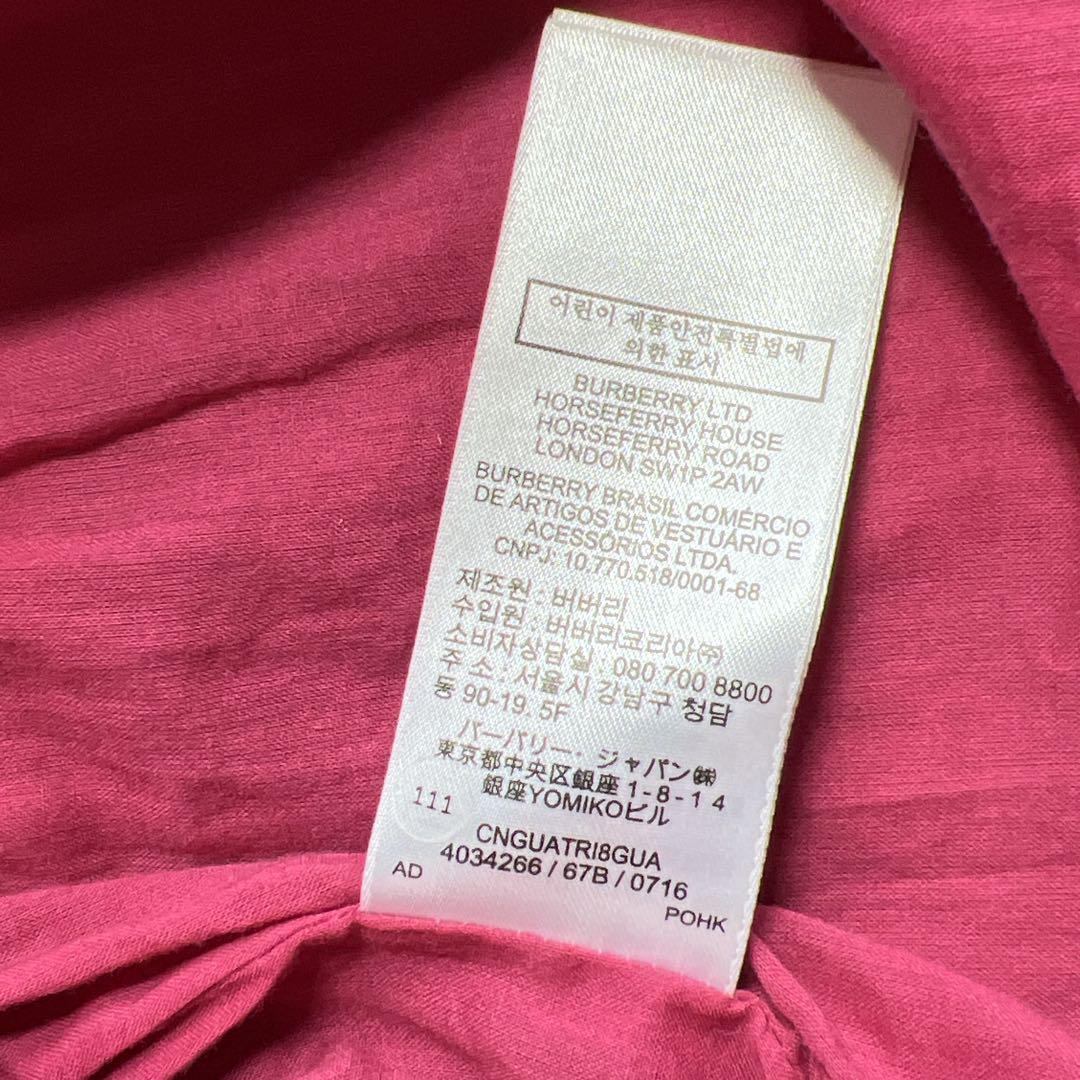 어린이 제품안전특별법에
의한 표시
BURBERRY LTD
HORSEFERRY HOUSE
HORSEFERRY ROAD
LONDON SW1P 2AW
BURBERRY BRASIL COMÉRCIO
DE ARTIGOS DE VESTUÁRIO E
ACESSÓRIOS LTDA.
CNPJ: 10.770.518/0001-68
제조원 : 버버리
수입원 : 버버리코리아㈜
소비자상담실 : 080 700 8800
주 소 : 서울시 강남구 청담
동 90-19. 5F
バーバリー・ジャパン㈱
東京都中央区銀座 1-8-14
銀座YOMIKOビル
111
CNGUATRI8GUA
4034266 / 67B / 0716
AD
POHK